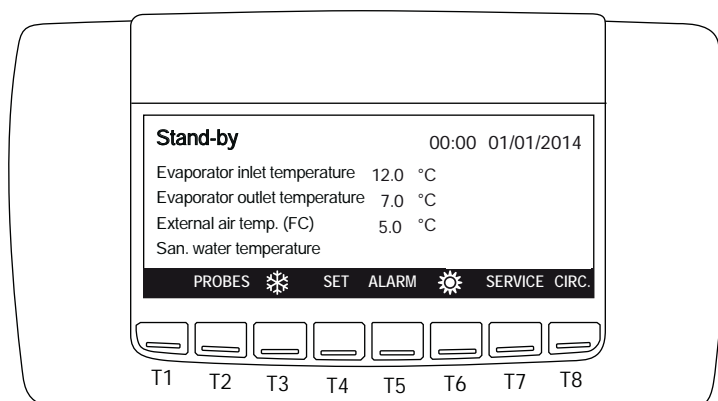 Stand-by 00:00 01/01/2014
Evaporator inlet temperature 12.0 °C
Evaporator outlet temperature 7.0 °C
External air temp. (FC) 5.0 °C
San. water temperature
PROBES SET ALARM SERVICE CIRC.
T1 T2 T3 T4 T5 T6 T7 T8